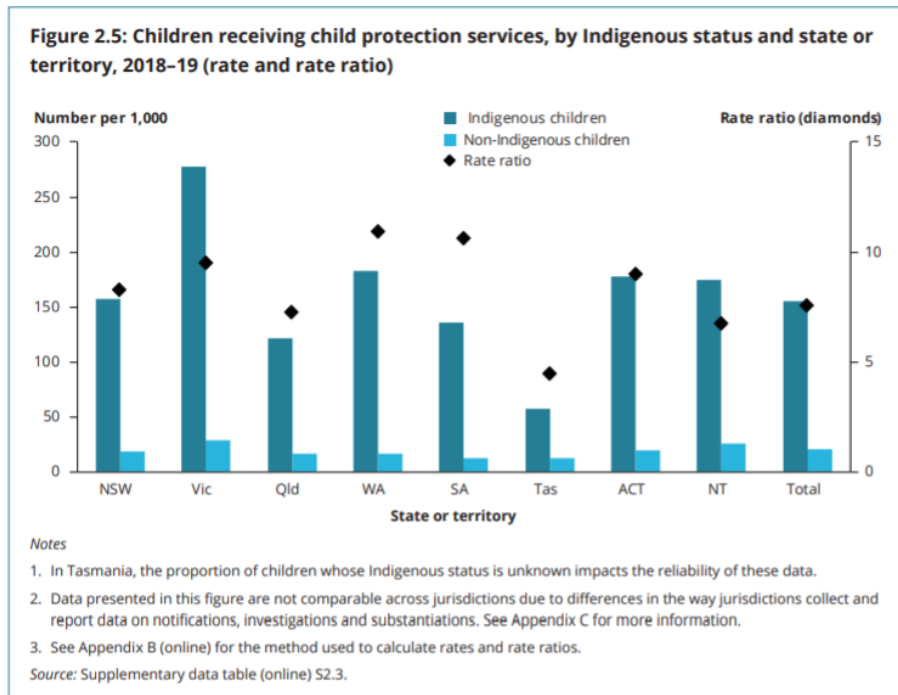 Figure 2.5: Children receiving child protection services, by Indigenous status and state or
territory, 2018–19 (rate and rate ratio)
Number per 1,000
Indigenous children
Rate ratio (diamonds)
Non-Indigenous children
Rate ratio
300
250
200
150
100
50
0
15
10
5
0
NSW Vic Qld WA SA Tas ACT NT Total
State or territory
Notes
1. In Tasmania, the proportion of children whose Indigenous status is unknown impacts the reliability of these data.
2. Data presented in this figure are not comparable across jurisdictions due to differences in the way jurisdictions collect and
report data on notifications, investigations and substantiations. See Appendix C for more information.
3. See Appendix B (online) for the method used to calculate rates and rate ratios.
Source: Supplementary data table (online) S2.3.